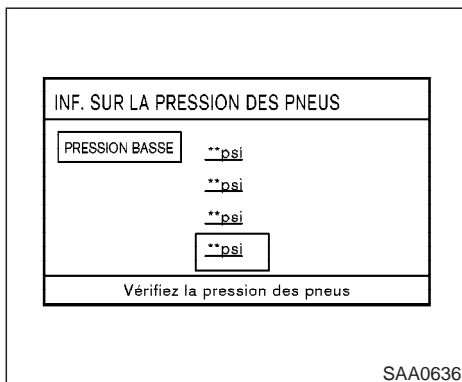 INF. SUR LA PRESSION DES PNEUS
PRESSION BASSE
**psi
**psi
**psi
**psi
Vérifiez la pression des pneus
SAA0636